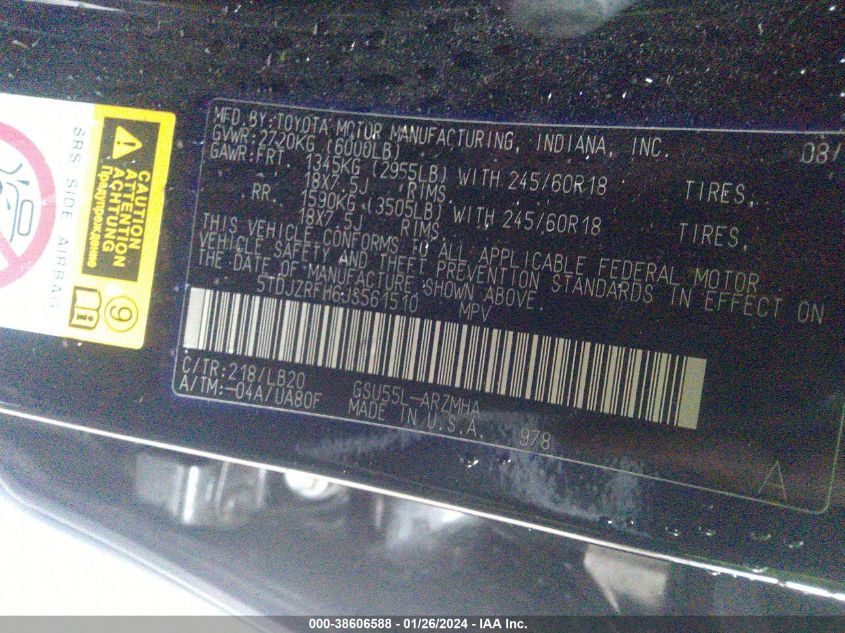 SRS SIDE AIRBAG
CAUTION
ATTENTION
ACHTUNG
Предупреждение
9
MFD.BY:TOYOTA MOTOR MANUFACTURING, INDIANA, INC. 08/
GVWR:2720KG (6000LB)
GAWR:FRT. 1345KG (2955LB) WITH 245/60R18 TIRES,
18X7.5J RIMS.
RR. 1590KG (3505LB) WITH 245/60R18 TIRES,
18X7.5J RIMS.
THIS VEHICLE CONFORMS TO ALL APPLICABLE FEDERAL MOTOR
VEHICLE SAFETY AND THEFT PREVENTION STANDARDS IN EFFECT ON
THE DATE OF MANUFACTURE SHOWN ABOVE.
5TDJZRFH6JS561510 MPV
C/TR:218/LB20 GSU55L-ARZMHA
A/TM:-04A/UA80F MADE IN U.S.A. 978
A
000-38606588 — 01/26/2024 — IAA Inc.